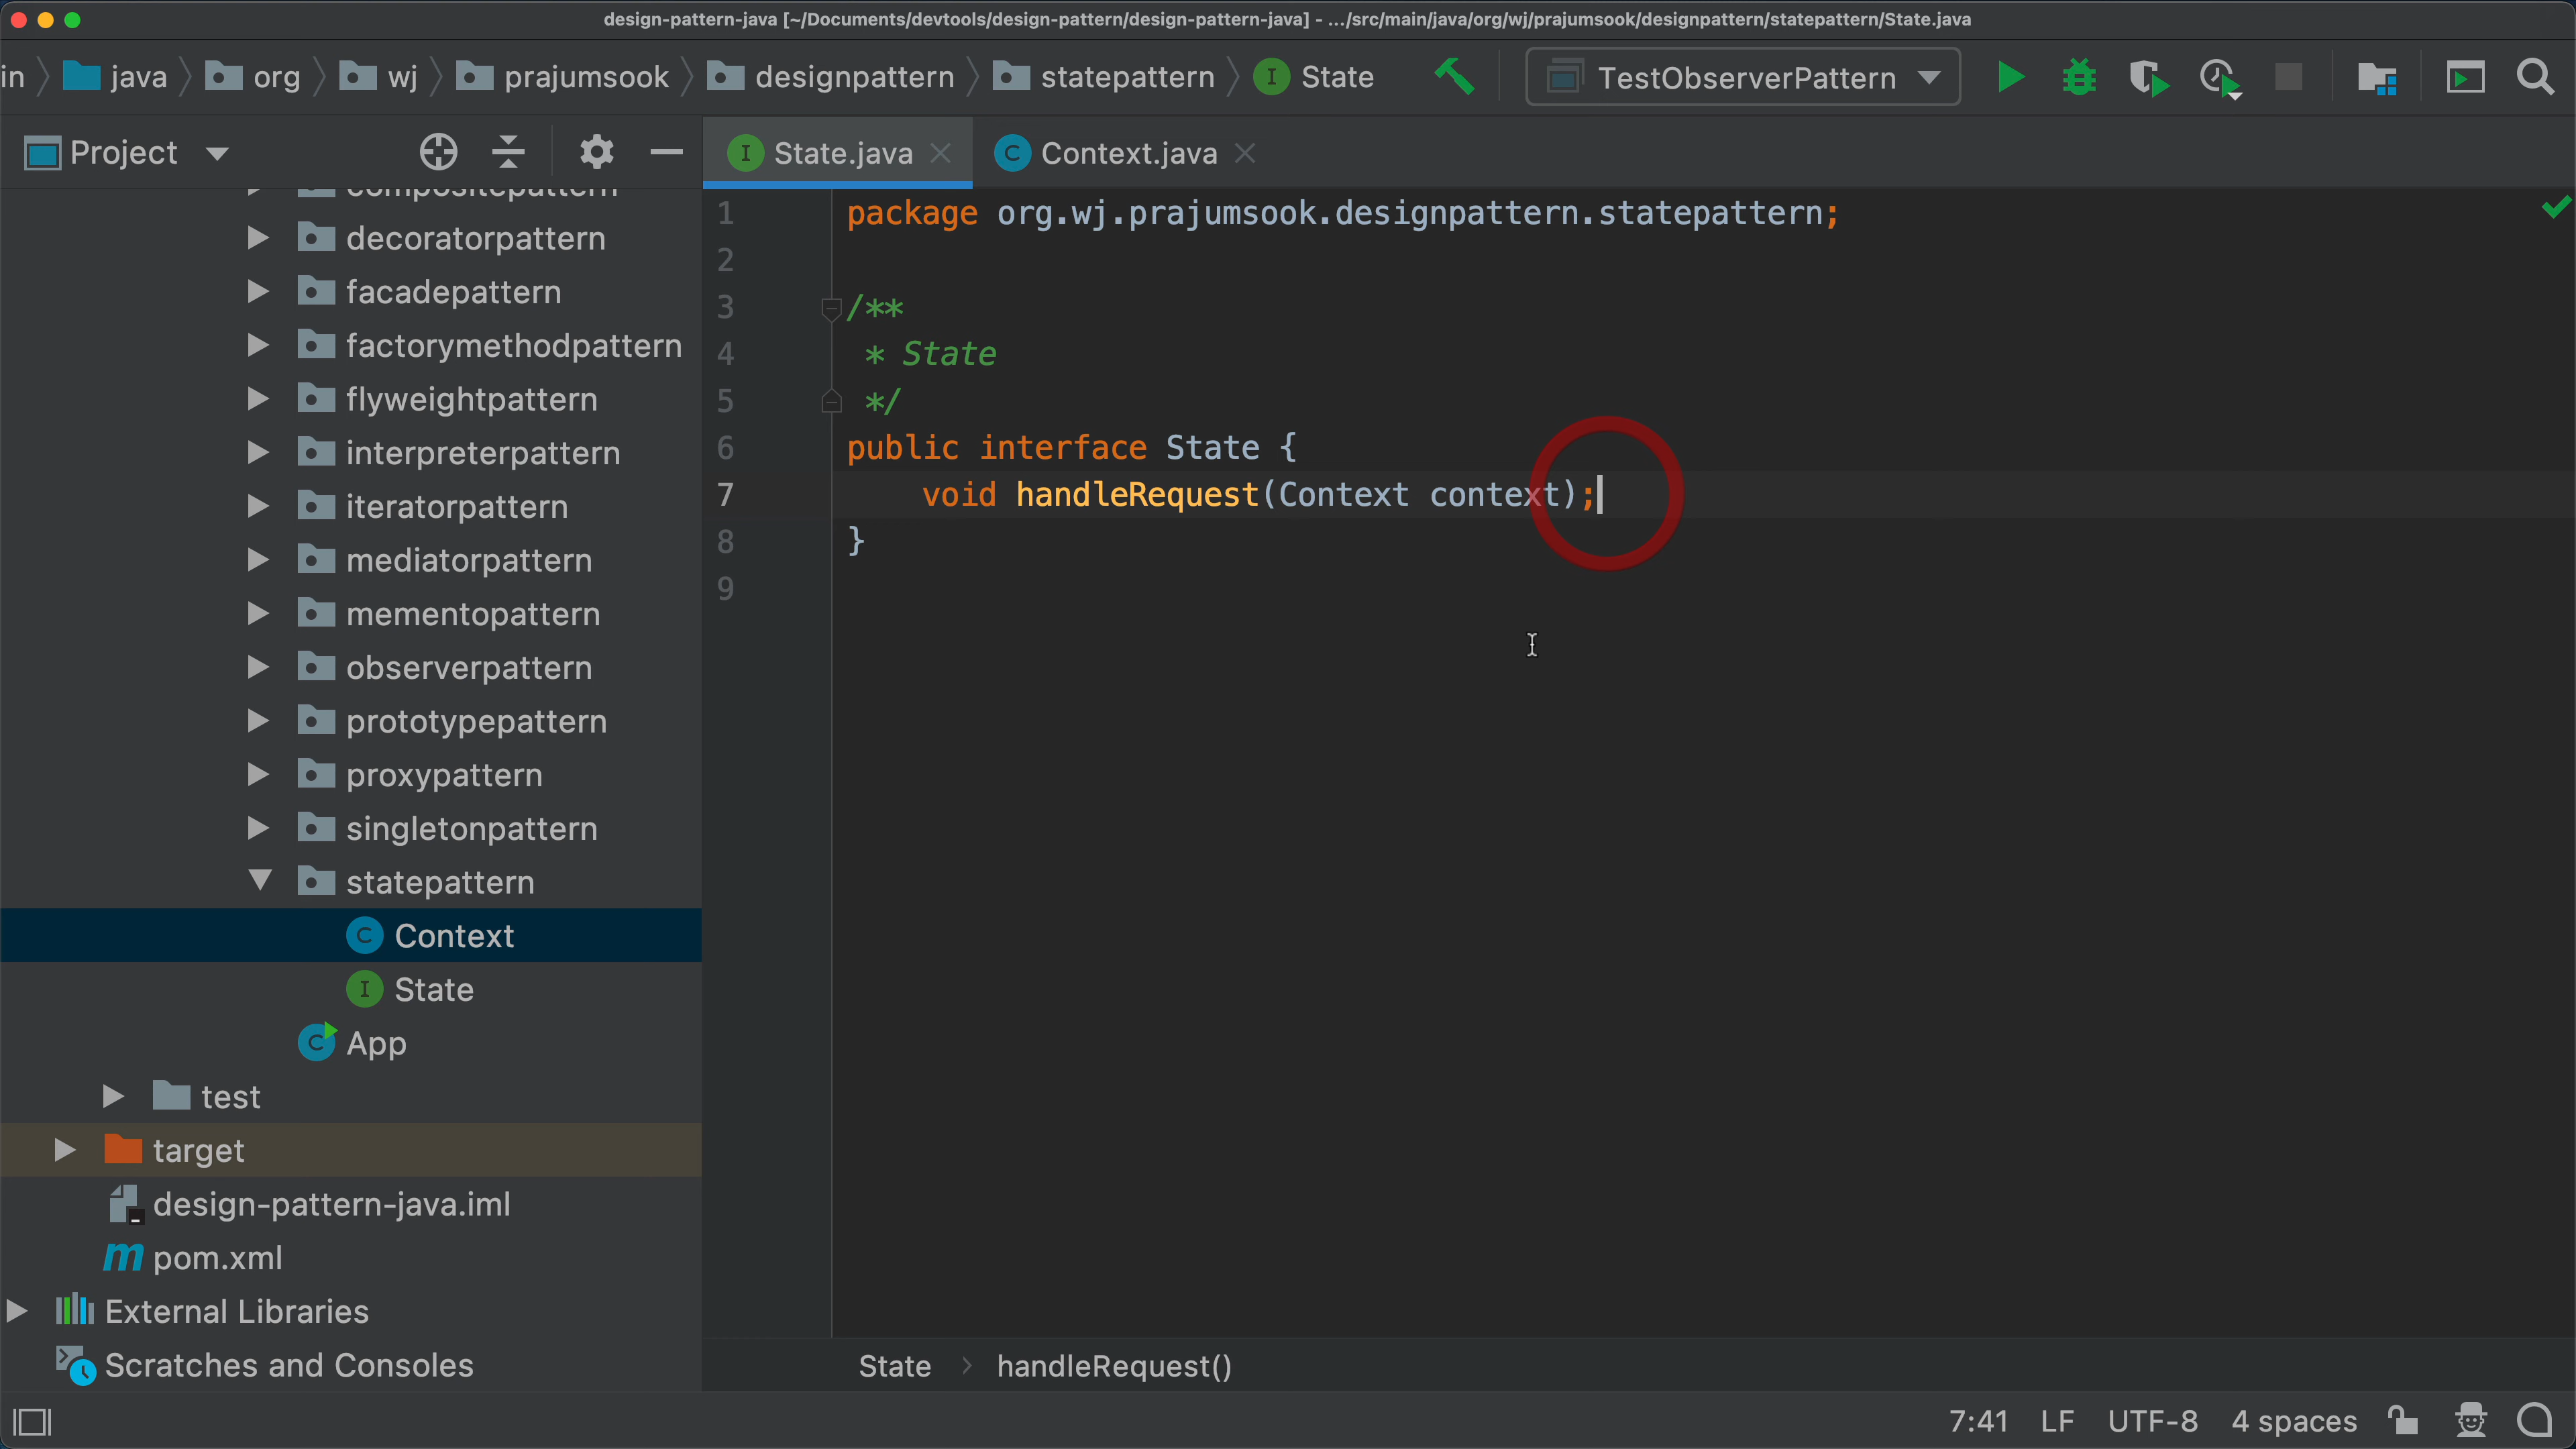 design-pattern-java [~/Documents/devtools/design-pattern/design-pattern-java] - .../src/main/java/org/wj/prajumsook/designpattern/statepattern/State.java
in java org wj prajumsook designpattern statepattern State TestObserverPattern
Project
State.java
Context.java
compositepattern
decoratorpattern
facadepattern
factorymethodpattern
flyweightpattern
interpreterpattern
iteratorpattern
mediatorpattern
mementopattern
observerpattern
prototypepattern
proxypattern
singletonpattern
statepattern
Context
State
App
test
target
design-pattern-java.iml
pom.xml
External Libraries
Scratches and Consoles
1 package org.wj.prajumsook.designpattern.statepattern;
2
3 /**
4 * State
5 */
6 public interface State {
7 void handleRequest(Context context);
8 }
9
State > handleRequest()
7:41 LF UTF-8 4 spaces